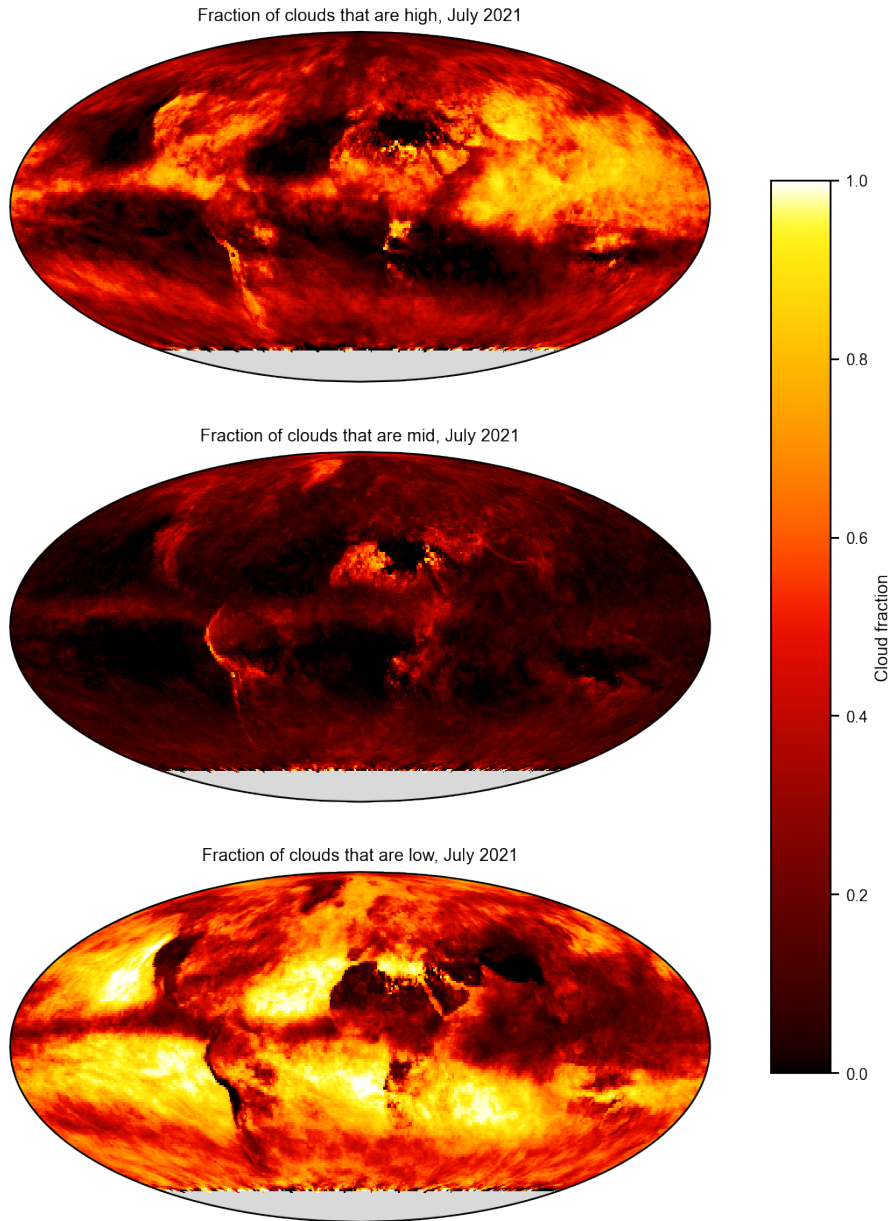 Fraction of clouds that are high, July 2021
1.0
0.8
Fraction of clouds that are mid, July 2021
0.6
Cloud fraction
0.4
Fraction of clouds that are low, July 2021
0.2
0.0